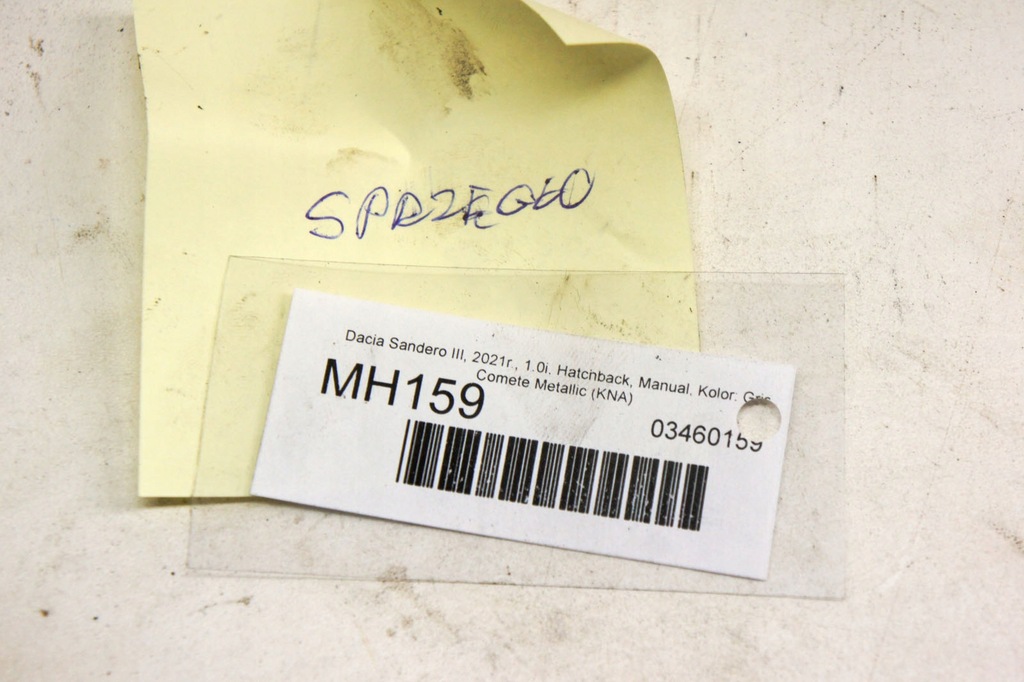 SPRZEGŁO
Dacia Sandero III, 2021r., 1.0i, Hatchback, Manual, Kolor: Gris
Comete Metallic (KNA)
MH159
03460159